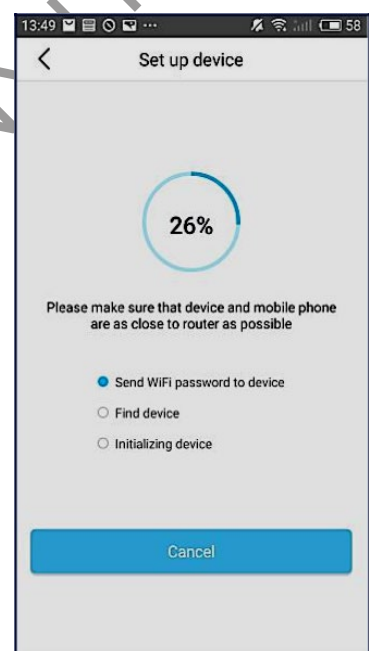 13:49 ··· 58
Set up device
26%
Please make sure that device and mobile phone
are as close to router as possible
Send WiFi password to device
Find device
Initializing device
Cancel